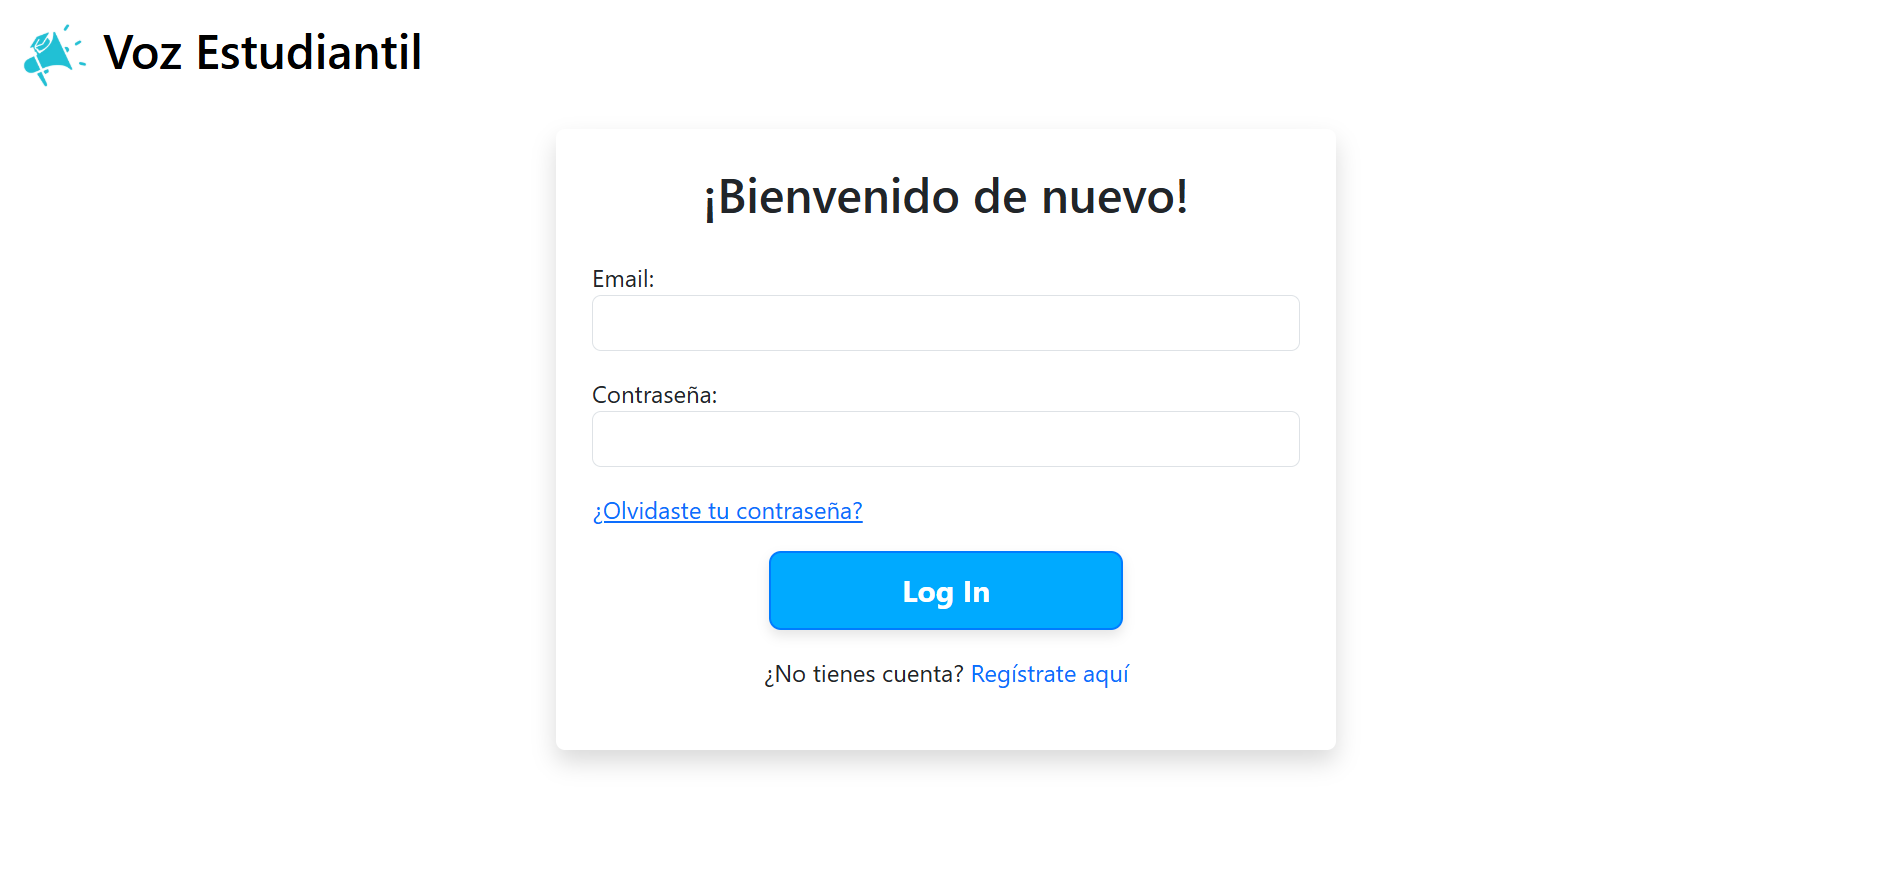 Voz Estudiantil
¡Bienvenido de nuevo!
Email:
Contraseña:
¿Olvidaste tu contraseña?
Log In
¿No tienes cuenta? Regístrate aquí